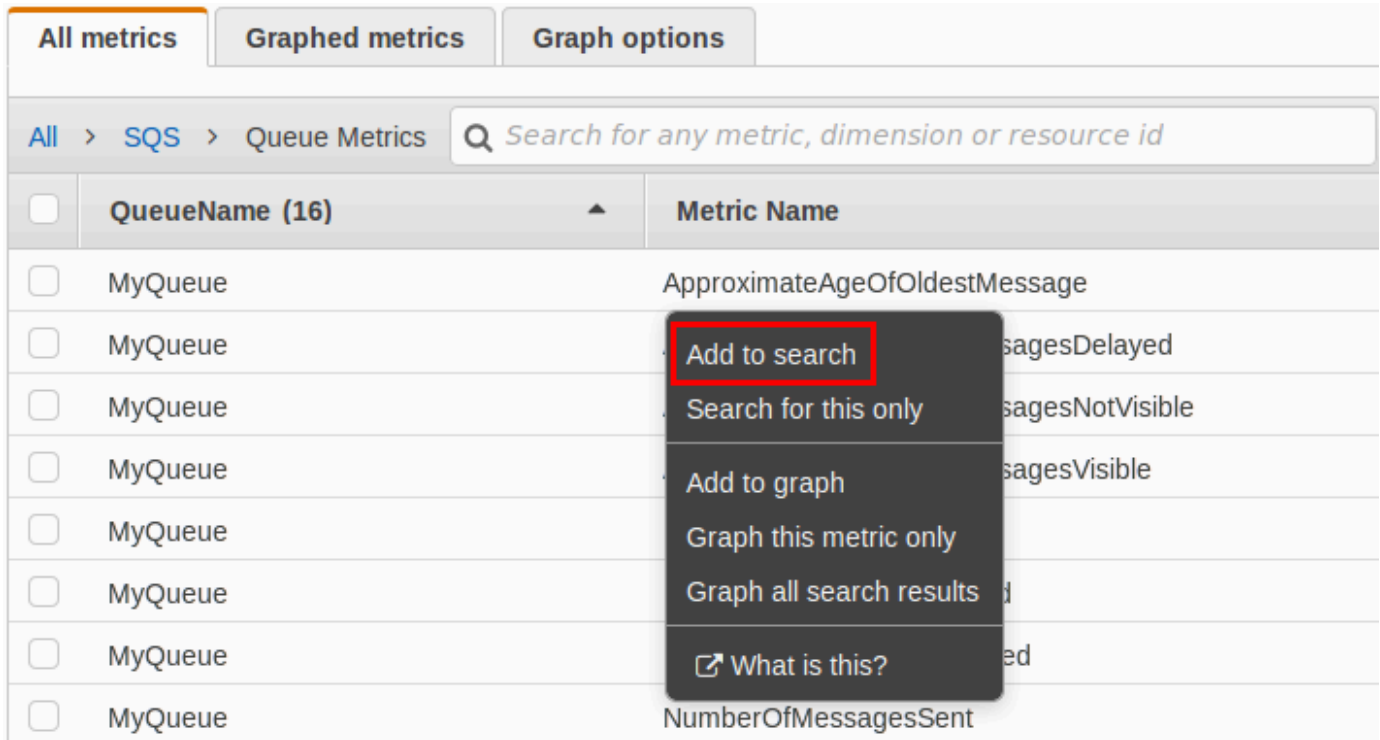 All metrics Graphed metrics Graph options
All > SQS > Queue Metrics Search for any metric, dimension or resource id
QueueName (16) Metric Name
MyQueue ApproximateAgeOfOldestMessage
MyQueue sagesDelayed
Add to search
MyQueue sagesNotVisible
Search for this only
MyQueue sagesVisible
Add to graph
MyQueue
Graph this metric only
MyQueue
Graph all search results
MyQueue ed
What is this?
MyQueue NumberOfMessagesSent